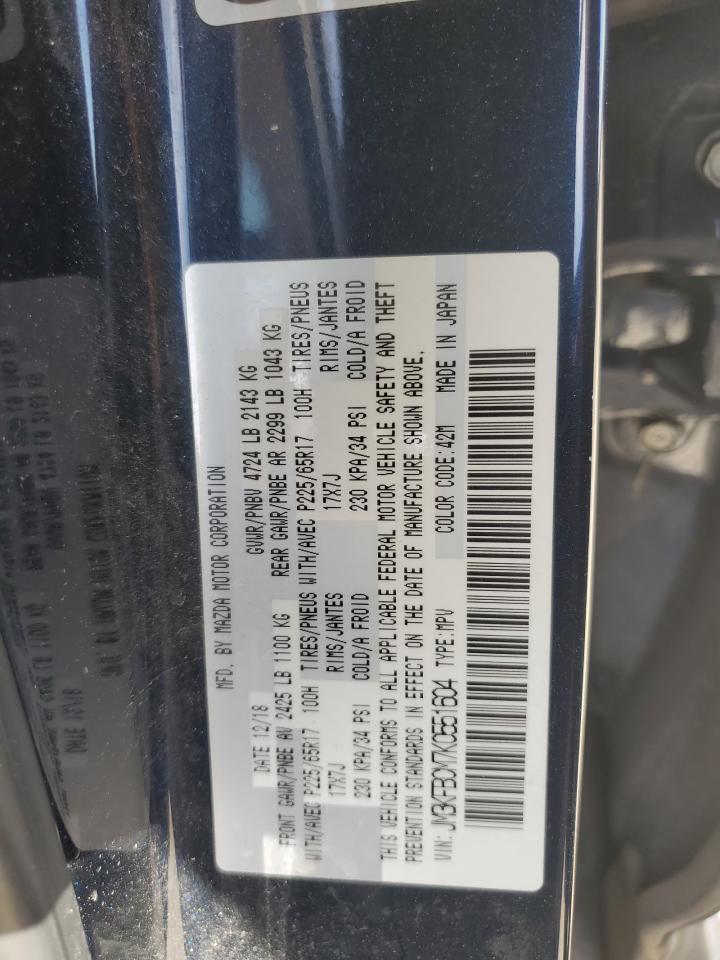 MFD. BY MAZDA MOTOR CORPORATION
DATE 12/18 GVWR/PNBV 4724 LB 2143 KG
FRONT GAWR/PNBE AV 2425 LB 1100 KG REAR GAWR/PNBE AR 2299 LB 1043 KG
WITH/AVEC P225/65R17 100H TIRES/PNEUS WITH/AVEC P225/65R17 100H TIRES/PNEUS
17X7J RIMS/JANTES 17X7J RIMS/JANTES
230 KPA/34 PSI COLD/A FROID 230 KPA/34 PSI COLD/A FROID
THIS VEHICLE CONFORMS TO ALL APPLICABLE FEDERAL MOTOR VEHICLE SAFETY AND THEFT
PREVENTION STANDARDS IN EFFECT ON THE DATE OF MANUFACTURE SHOWN ABOVE.
VIN: JM3KFBCM7K0551604 TYPE:MPV COLOR CODE:42M MADE IN JAPAN